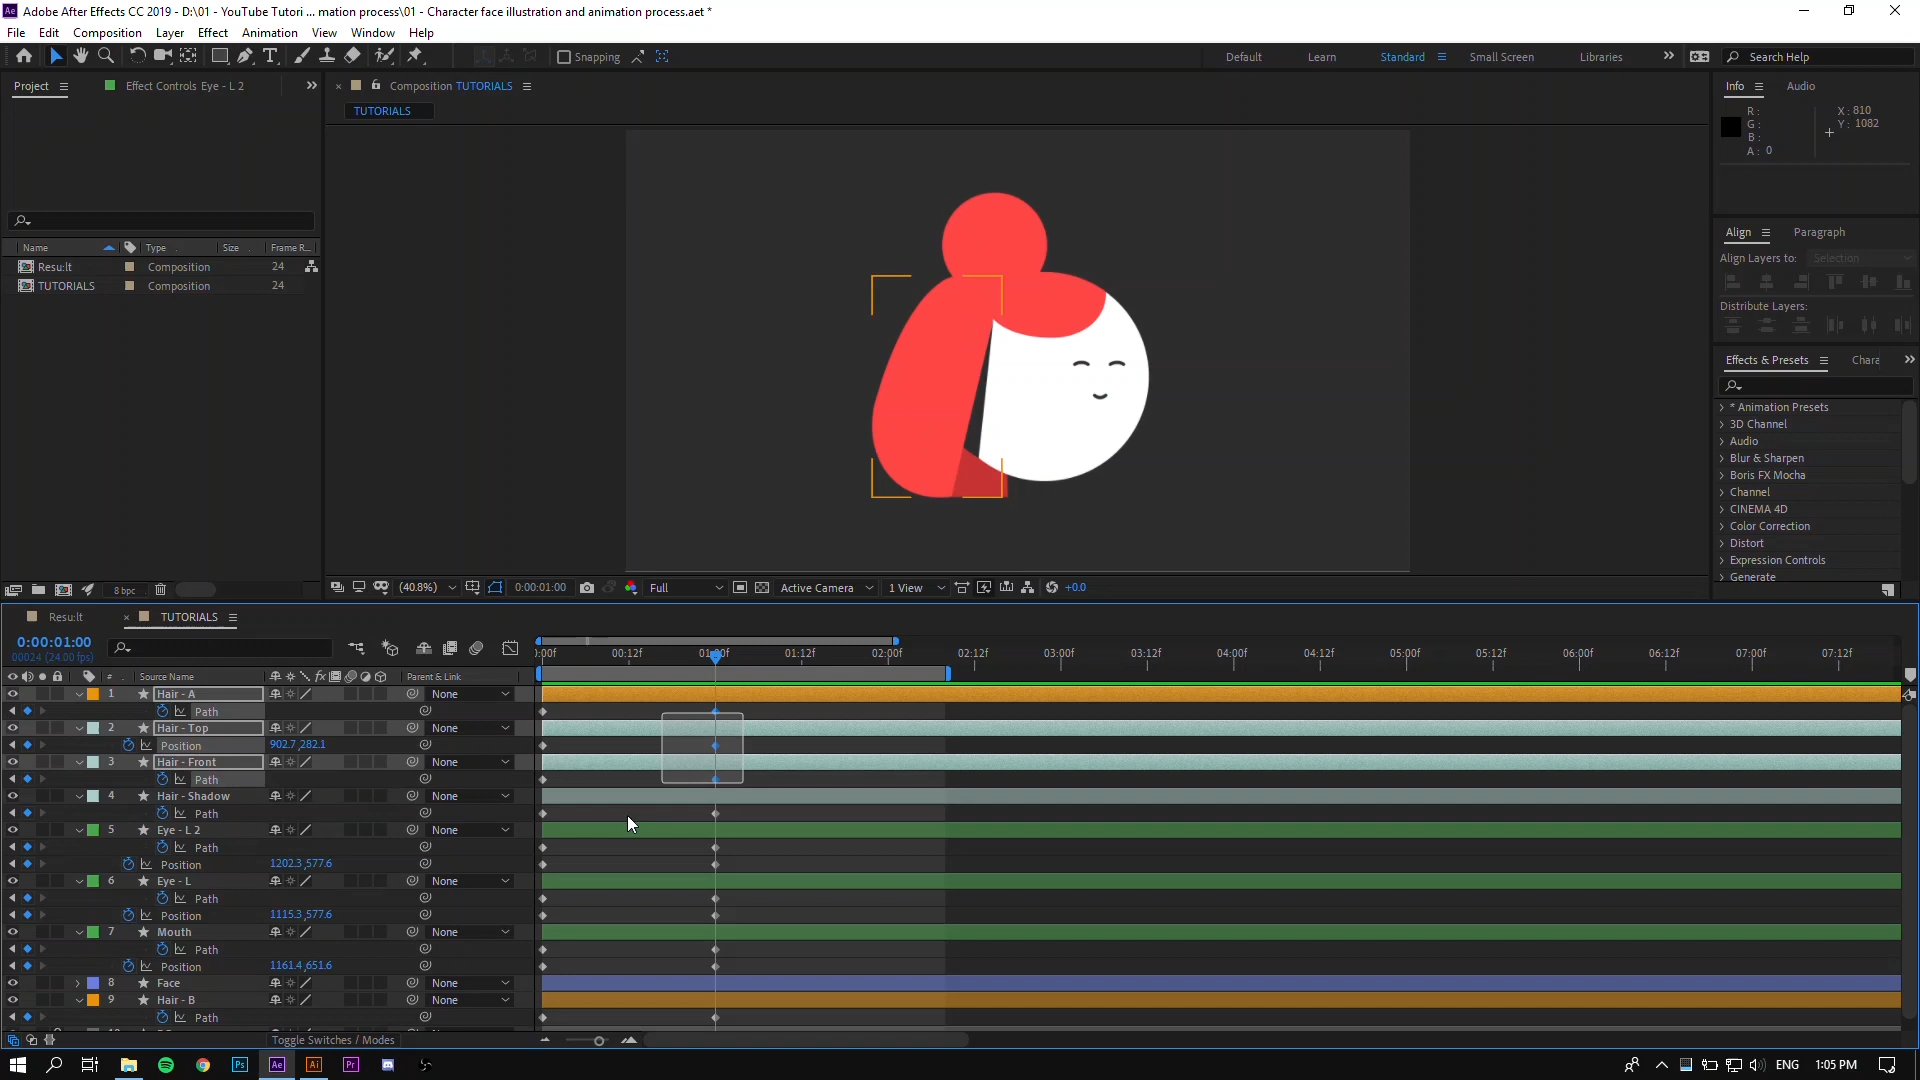 Adobe After Effects CC 2019 - D:\01 - YouTube Tutori ... mation process\01 - Character face illustration and animation process.aet *
File Edit Composition Layer Effect Animation View Window Help
Snapping
Default Learn Standard Small Screen Libraries Search Help
Project Effect Controls Eye - L 2
Composition TUTORIALS
TUTORIALS
Info Audio
R :
G :
B :
A : 0
X : 810
Y : 1082
Align Paragraph
Align Layers to: Selection
Distribute Layers:
Effects & Presets Chara
* Animation Presets
3D Channel
Audio
Blur & Sharpen
Boris FX Mocha
Channel
CINEMA 4D
Color Correction
Distort
Expression Controls
Generate
Name Type Size Frame R...
Resu:lt Composition 24
TUTORIALS Composition 24
8 bpc
(40.8%) 0:00:01:00 Full Active Camera 1 View +0.0
Resu:lt TUTORIALS
0:00:01:00
00024 (24.00 fps)
):00f 00:12f 01:00f 01:12f 02:00f 02:12f 03:00f 03:12f 04:00f 04:12f 05:00f 05:12f 06:00f 06:12f 07:00f 07:12f
# Source Name fx Parent & Link
1 Hair - A None
Path
2 Hair - Top None
Position 902.7,282.1
3 Hair - Front None
Path
4 Hair - Shadow None
Path
5 Eye - L 2 None
Path
Position 1202.3,577.6
6 Eye - L None
Path
Position 1115.3,577.6
7 Mouth None
Path
Position 1161.4,651.6
8 Face None
9 Hair - B None
Path
Toggle Switches / Modes
Ps Ae Ai Pr
ENG 1:05 PM